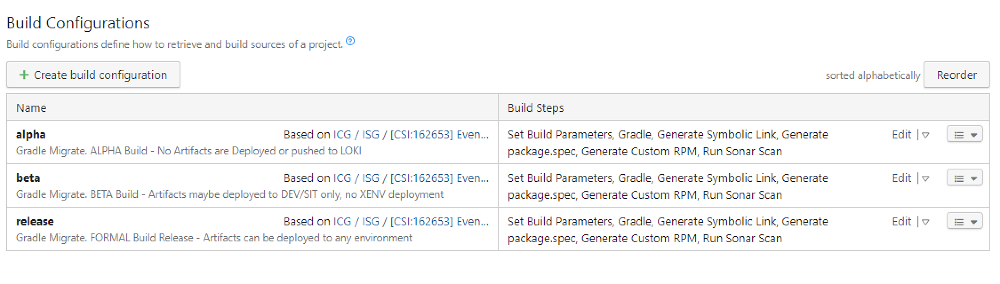 Build Configurations
Build configurations define how to retrieve and build sources of a project. ?
+ Create build configuration
sorted alphabetically Reorder
Name Build Steps
alpha Based on ICG / ISG / [CSI:162653] Even... Set Build Parameters, Gradle, Generate Symbolic Link, Generate Edit
Gradle Migrate. ALPHA Build - No Artifacts are Deployed or pushed to LOKI package.spec, Generate Custom RPM, Run Sonar Scan
beta Based on ICG / ISG / [CSI:162653] Even... Set Build Parameters, Gradle, Generate Symbolic Link, Generate Edit
Gradle Migrate. BETA Build - Artifacts maybe deployed to DEV/SIT only, no XENV deployment package.spec, Generate Custom RPM, Run Sonar Scan
release Based on ICG / ISG / [CSI:162653] Even... Set Build Parameters, Gradle, Generate Symbolic Link, Generate Edit
Gradle Migrate. FORMAL Build Release - Artifacts can be deployed to any environment package.spec, Generate Custom RPM, Run Sonar Scan